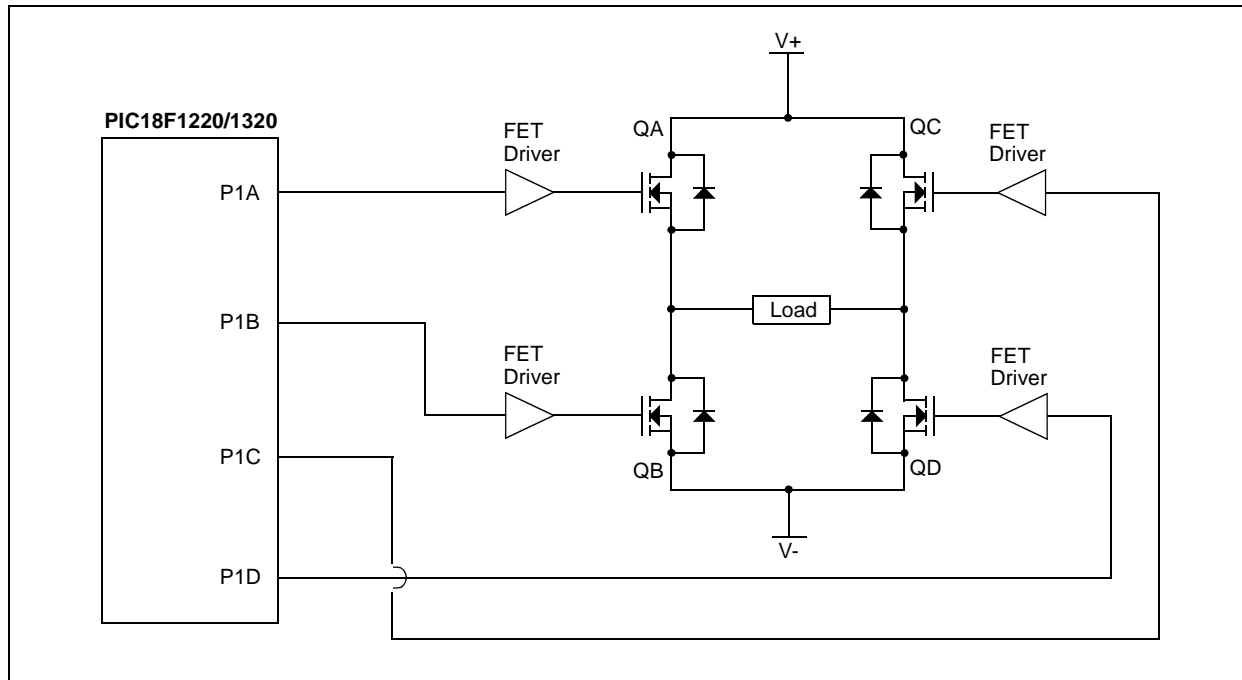 V+
PIC18F1220/1320
FET
Driver
QA
QC
FET
Driver
P1A
P1B
FET
Driver
Load
FET
Driver
P1C
QB
QD
V-
P1D